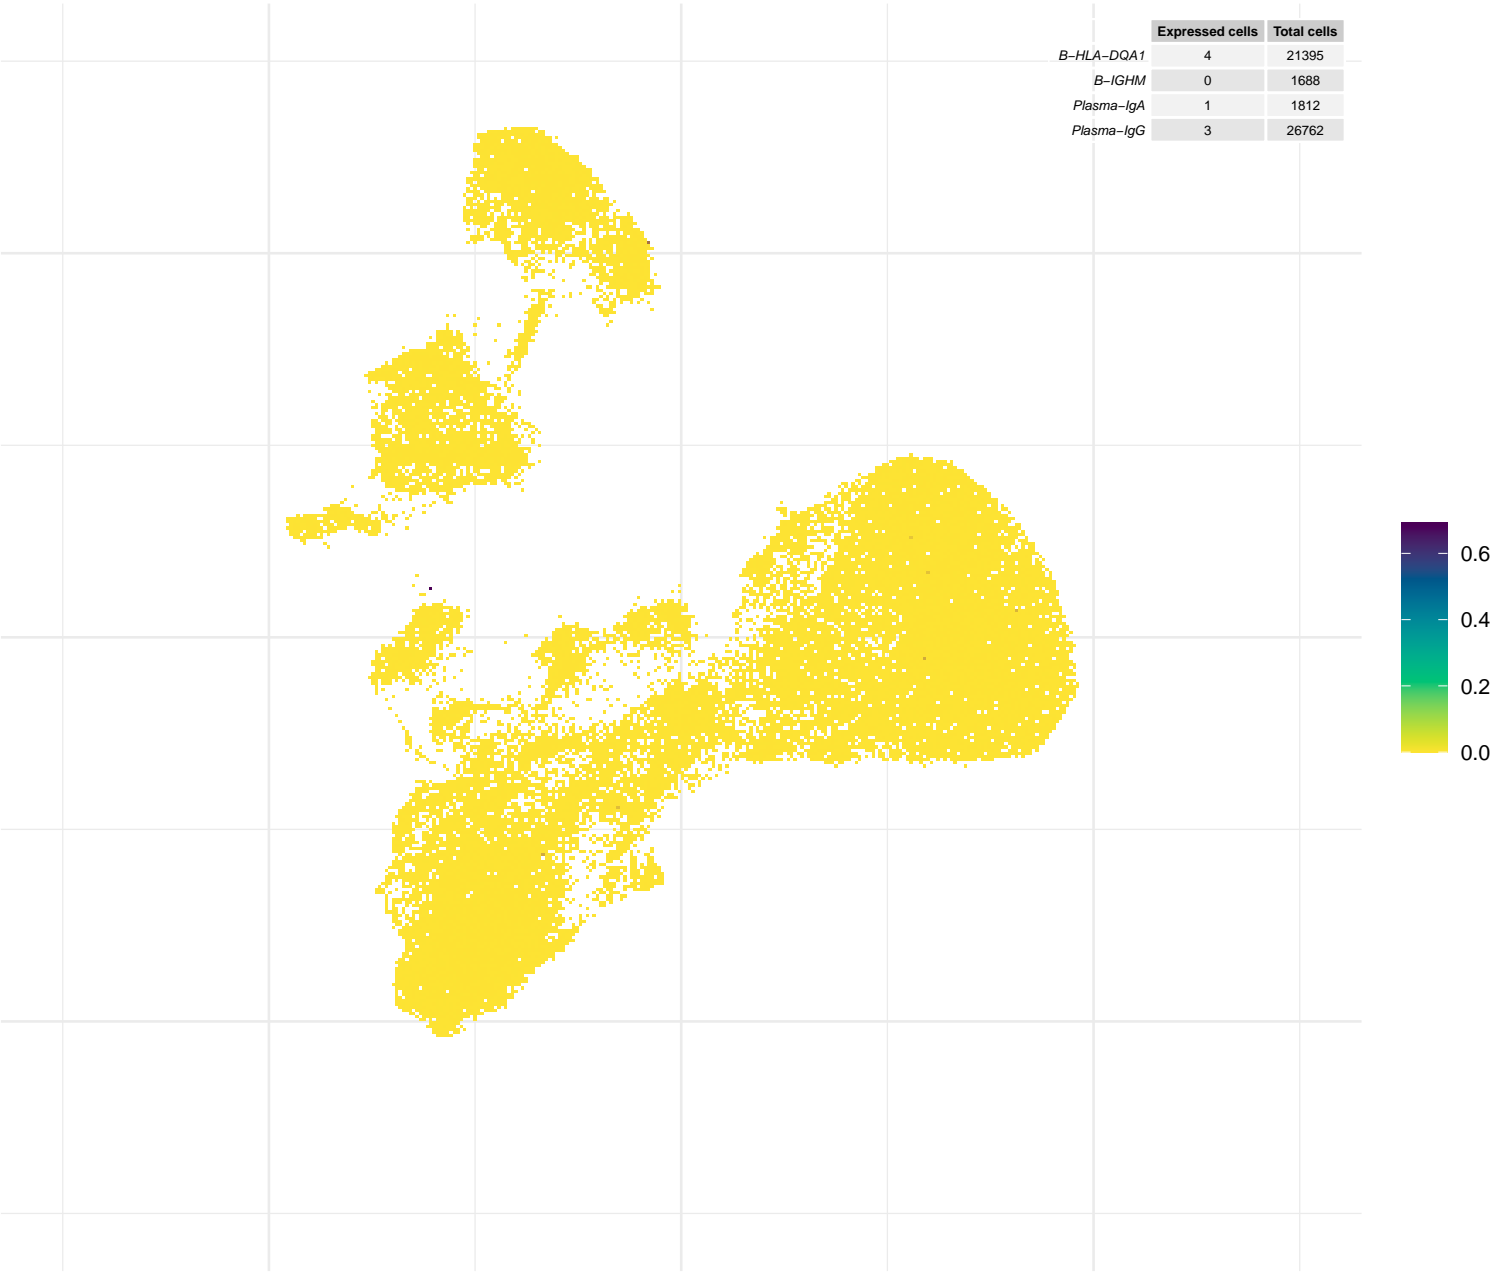 Expressed cells Total cells
B−HLA−DQA1 4 21395
B−IGHM 0 1688
Plasma−IgA 1 1812
Plasma−IgG 3 26762
0.6
0.4
0.2
0.0